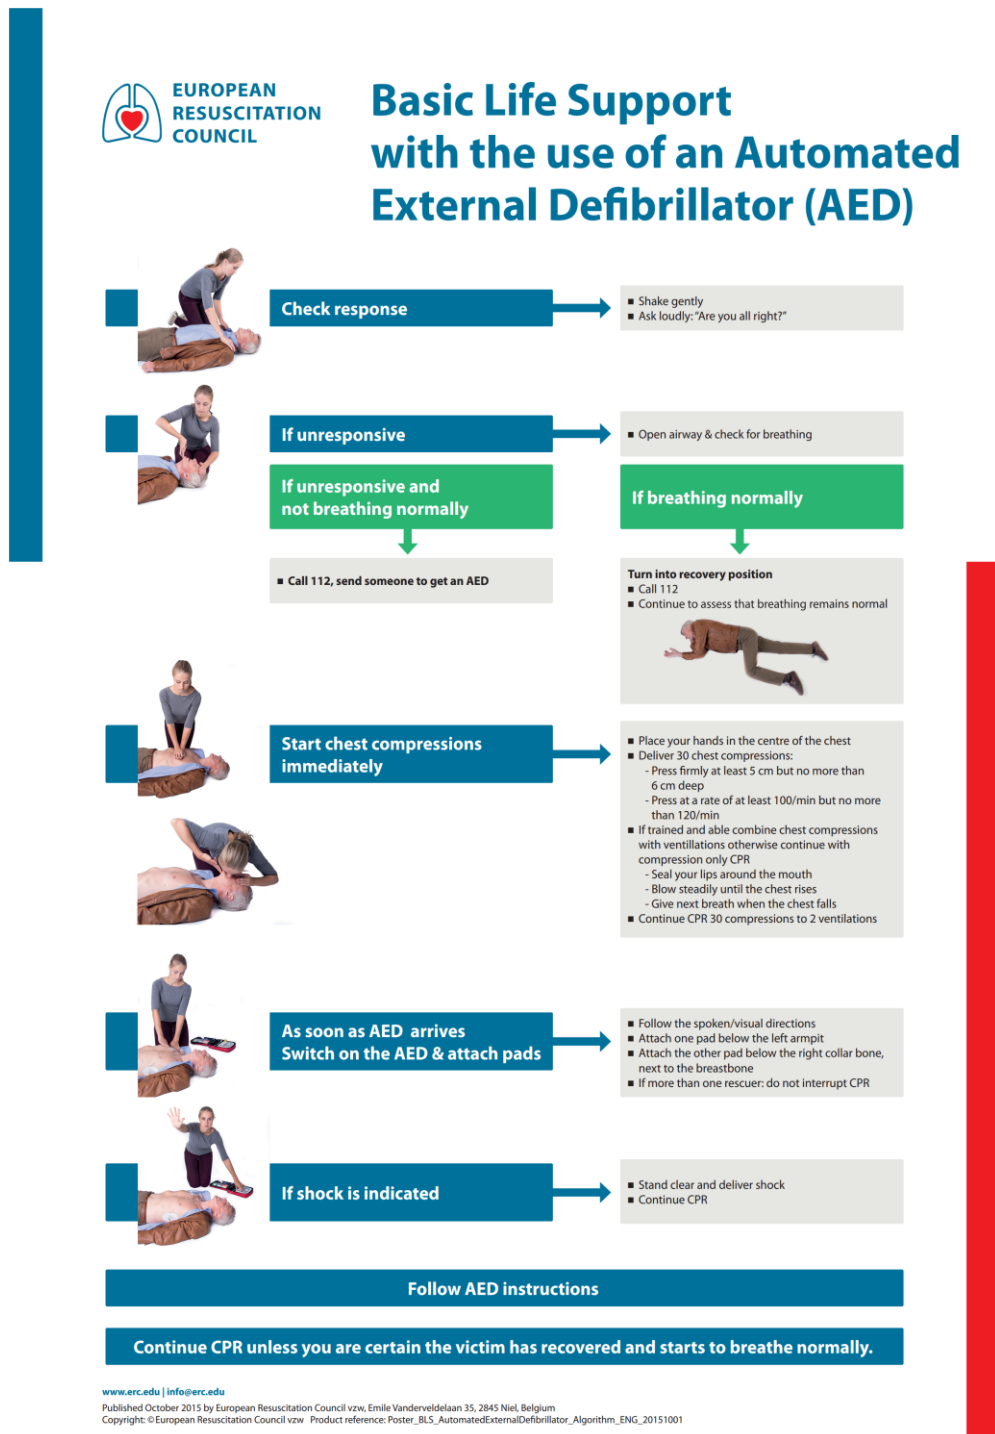 EUROPEAN
RESUSCITATION
COUNCIL
Basic Life Support
with the use of an Automated
External Defibrillator (AED)
Check response
■ Shake gently
■ Ask loudly: “Are you all right?”
If unresponsive
■ Open airway & check for breathing
If unresponsive and
not breathing normally
If breathing normally
■ Call 112, send someone to get an AED
Turn into recovery position
■ Call 112
■ Continue to assess that breathing remains normal
Start chest compressions
immediately
■ Place your hands in the centre of the chest
■ Deliver 30 chest compressions:
- Press firmly at least 5 cm but no more than
6 cm deep
- Press at a rate of at least 100/min but no more
than 120/min
■ If trained and able combine chest compressions
with ventillations otherwise continue with
compression only CPR
- Seal your lips around the mouth
- Blow steadily until the chest rises
- Give next breath when the chest falls
■ Continue CPR 30 compressions to 2 ventilations
As soon as AED arrives
Switch on the AED & attach pads
■ Follow the spoken/visual directions
■ Attach one pad below the left armpit
■ Attach the other pad below the right collar bone,
next to the breastbone
■ If more than one rescuer: do not interrupt CPR
If shock is indicated
■ Stand clear and deliver shock
■ Continue CPR
Follow AED instructions
Continue CPR unless you are certain the victim has recovered and starts to breathe normally.
www.erc.edu | info@erc.edu
Published October 2015 by European Resuscitation Council vzw, Emile Vanderveldelaan 35, 2845 Niel, Belgium
Copyright: © European Resuscitation Council vzw Product reference: Poster_BLS_AutomatedExternalDefibrillator_Algorithm_ENG_20151001